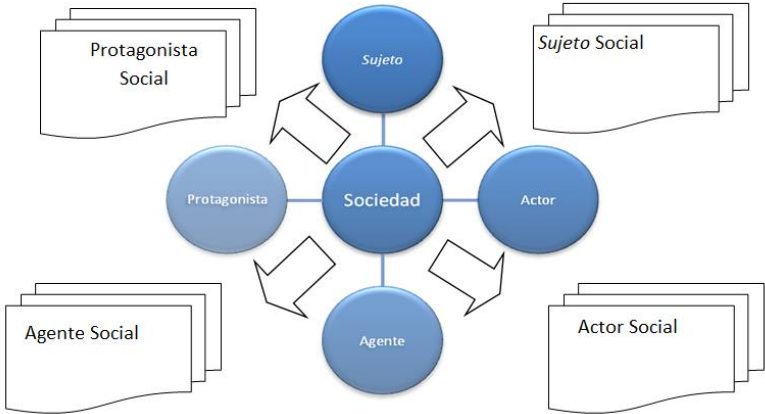 Protagonista
Social
Sujeto
Sujeto Social
Protagonista
Sociedad
Actor
Agente Social
Agente
Actor Social